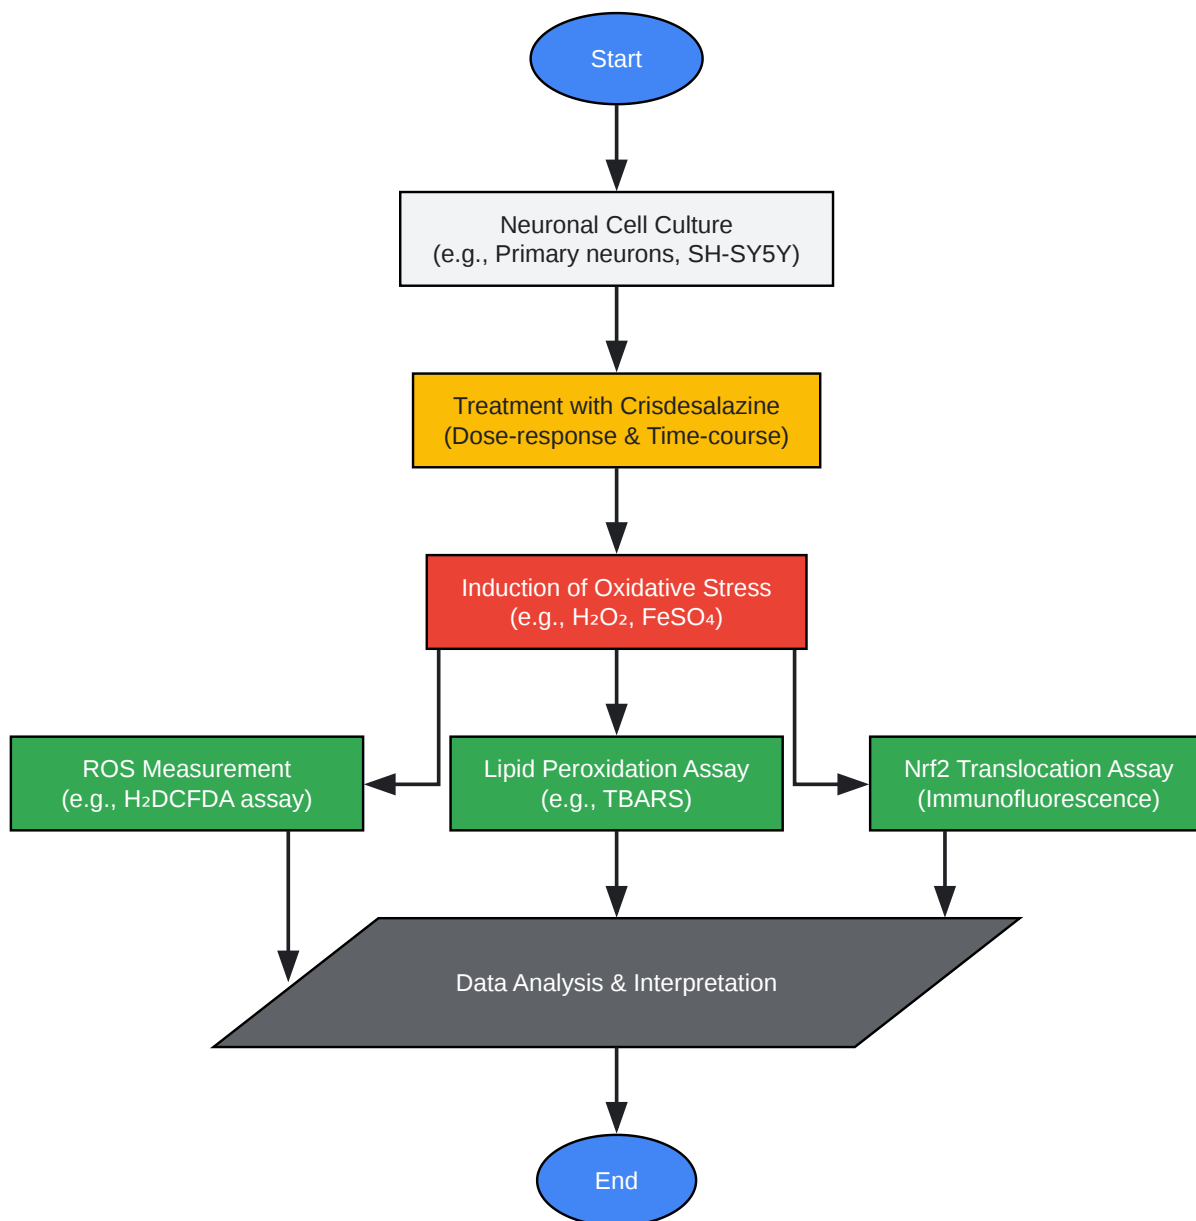 Start
Neuronal Cell Culture
(e.g., Primary neurons, SH-SY5Y)
Treatment with Crisdesalazine
(Dose-response & Time-course)
Induction of Oxidative Stress
(e.g., H₂O₂, FeSO₄)
ROS Measurement
(e.g., H₂DCFDA assay)
Lipid Peroxidation Assay
(e.g., TBARS)
Nrf2 Translocation Assay
(Immunofluorescence)
Data Analysis & Interpretation
End